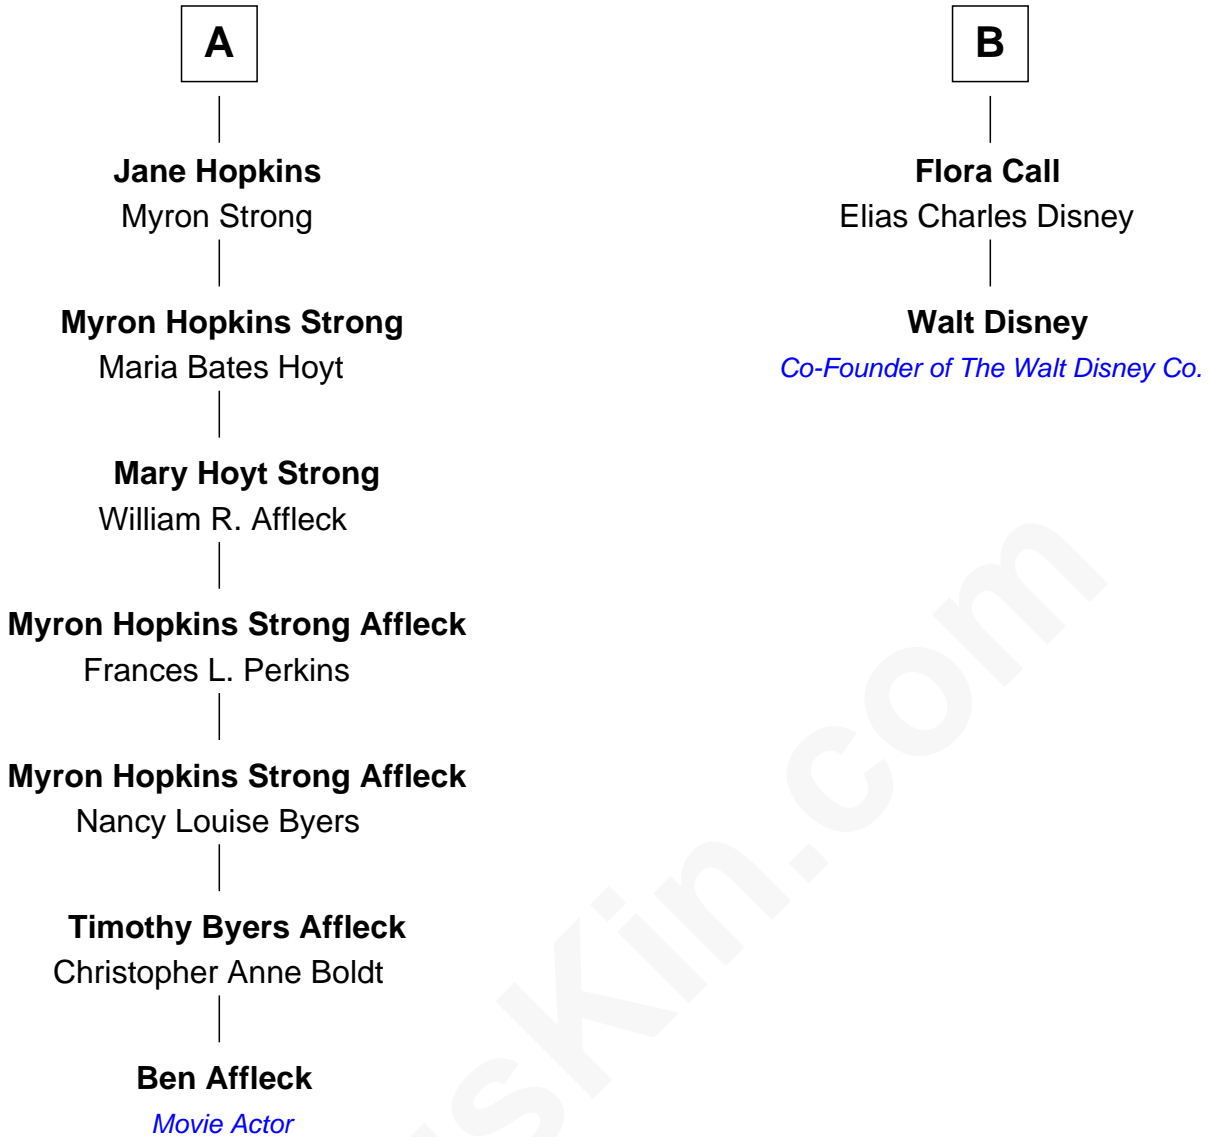 A
Jane Hopkins
Myron Strong
Myron Hopkins Strong
Maria Bates Hoyt
Mary Hoyt Strong
William R. Affleck
Myron Hopkins Strong Affleck
Frances L. Perkins
Myron Hopkins Strong Affleck
Nancy Louise Byers
Timothy Byers Affleck
Christopher Anne Boldt
Ben Affleck
Movie Actor
B
Flora Call
Elias Charles Disney
Walt Disney
Co-Founder of The Walt Disney Co.
sKin.com